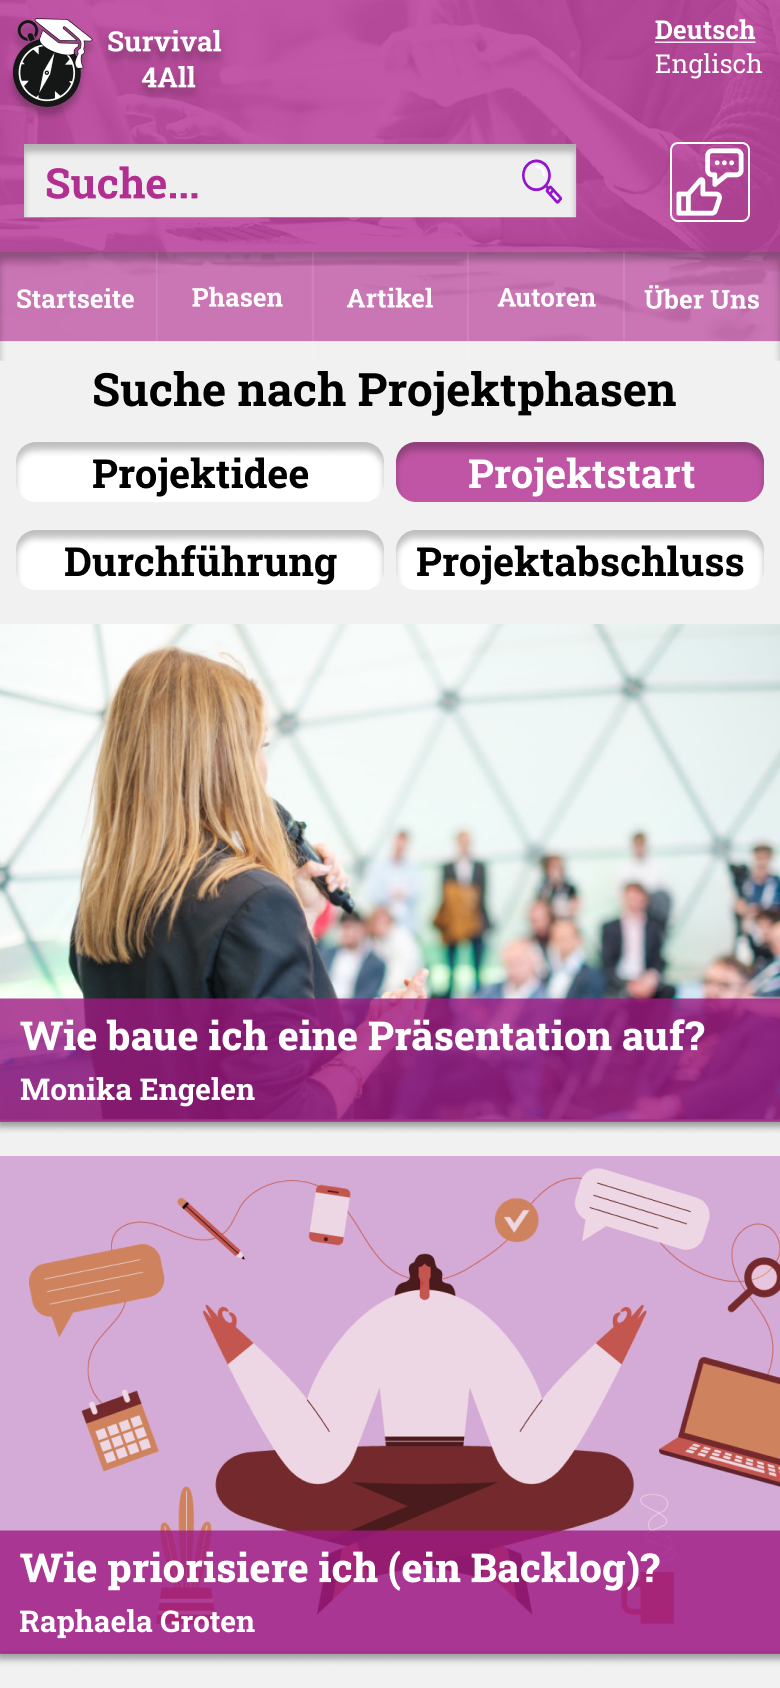 Survival
4All
Deutsch
Englisch
Suche...
Startseite
Phasen
Artikel
Autoren
Über Uns
Suche nach Projektphasen
Projektidee
Projektstart
Durchführung
Projektabschluss
Wie baue ich eine Präsentation auf?
Monika Engelen
Wie priorisiere ich (ein Backlog)?
Raphaela Groten